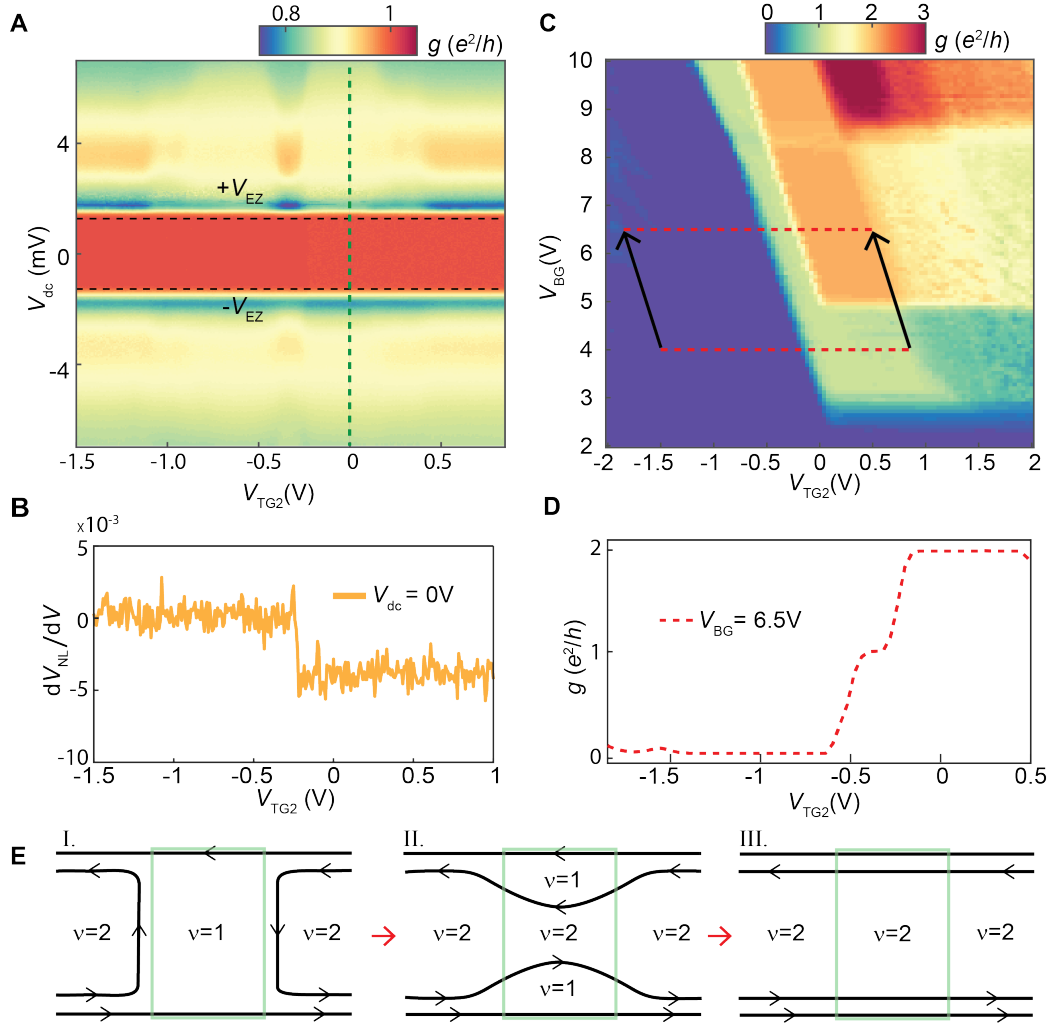 A
0.8
1
g (e²/h)
4
0
-4
V_dc (mV)
+V_EZ
-V_EZ
-1.5
-1.0
-0.5
0
0.5
V_TG2(V)
C
0
1
2
3
g (e²/h)
10
9
8
7
6
5
4
3
2
V_BG(V)
-2
-1.5
-1
-0.5
0
0.5
1
1.5
2
V_TG2(V)
B
x10⁻³
5
0
-5
-10
dV_NL/dV
V_dc = 0V
-1.5
-1
-0.5
0
0.5
1
V_TG2 (V)
D
2
1
0
g (e²/h)
V_BG= 6.5V
-1.5
-1
-0.5
0
0.5
V_TG2(V)
E
I.
ν=2
ν=1
ν=2
II.
ν=1
ν=2
ν=2
ν=2
ν=1
III.
ν=2
ν=2
ν=2